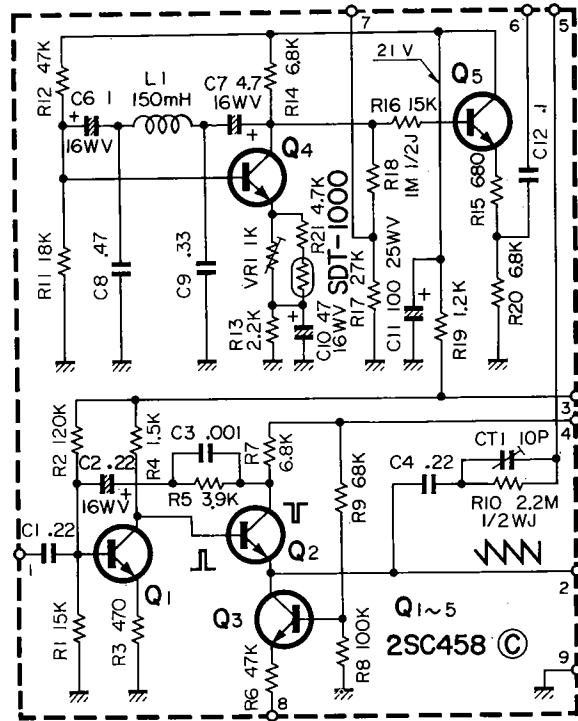 7
6
5
R12 47K
C6 1
+
16WV
L1
150mH
C7 4.7
16WV
+
R14 6.8K
21 V
Q5
R16 15K
C12 .1
Q4
R18
1M 1/2J
R15 680
R11 18K
C8 .47
C9 .33
VR1 1K
R21 4.7K
SDT-1000
R17 27K
C11 100 25WV
+
R19 1.2K
R20 6.8K
R13
2.2K
+
C10 47
16WV
3
4
R2 120K
R4 1.5K
C3 .001
R7
6.8K
CT1 10P
C2 .22
16WV
+
R5 3.9K
R9 68K
C4 .22
R10 2.2M
1/2WJ
C1 .22
1
Q1
Q2
2
R1 15K
R3 470
Q3
R8 100K
Q1~5
2SC458 C
9
R6 47K
8